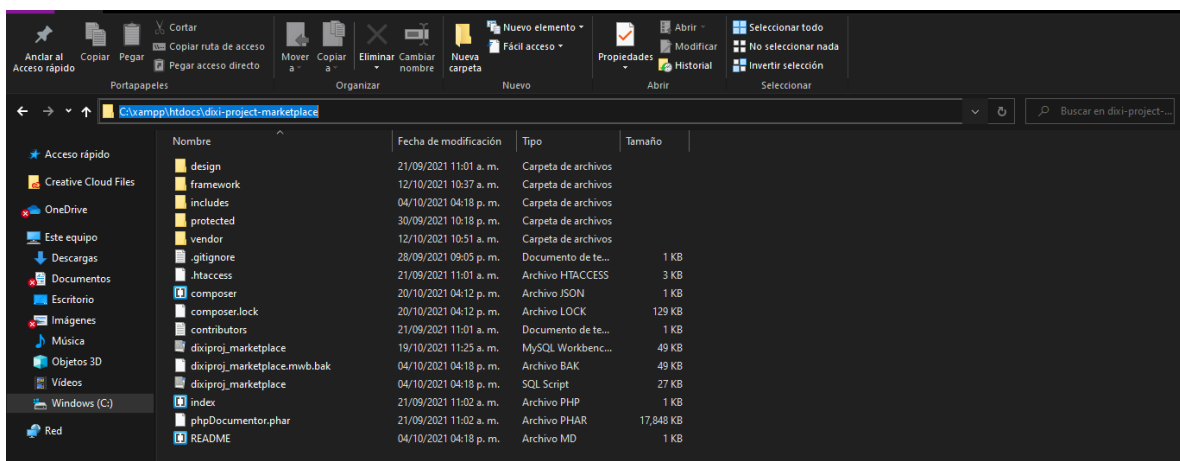 Anclar al Acceso rápido
Copiar
Pegar
Cortar
Copiar ruta de acceso
Pegar acceso directo
Portapapeles
Mover a
Copiar a
Eliminar
Cambiar nombre
Organizar
Nueva carpeta
Nuevo elemento
Fácil acceso
Nuevo
Propiedades
Abrir
Modificar
Historial
Abrir
Seleccionar todo
No seleccionar nada
Invertir selección
Seleccionar
C:\xampp\htdocs\dixi-project-marketplace
Buscar en dixi-project-...
Acceso rápido
Creative Cloud Files
OneDrive
Este equipo
Descargas
Documentos
Escritorio
Imágenes
Música
Objetos 3D
Vídeos
Windows (C:)
Red
Nombre Fecha de modificación Tipo Tamaño
design 21/09/2021 11:01 a. m. Carpeta de archivos
framework 12/10/2021 10:37 a. m. Carpeta de archivos
includes 04/10/2021 04:18 p. m. Carpeta de archivos
protected 30/09/2021 10:18 p. m. Carpeta de archivos
vendor 12/10/2021 10:51 a. m. Carpeta de archivos
.gitignore 28/09/2021 09:05 p. m. Documento de te... 1 KB
.htaccess 21/09/2021 11:01 a. m. Archivo HTACCESS 3 KB
composer 20/10/2021 04:12 p. m. Archivo JSON 1 KB
composer.lock 20/10/2021 04:12 p. m. Archivo LOCK 129 KB
contributors 21/09/2021 11:01 a. m. Documento de te... 1 KB
dixiproj_marketplace 19/10/2021 11:25 a. m. MySQL Workbenc... 49 KB
dixiproj_marketplace.mwb.bak 04/10/2021 04:18 p. m. Archivo BAK 49 KB
dixiproj_marketplace 04/10/2021 04:18 p. m. SQL Script 27 KB
index 21/09/2021 11:02 a. m. Archivo PHP 1 KB
phpDocumentor.phar 21/09/2021 11:02 a. m. Archivo PHAR 17,848 KB
README 04/10/2021 04:18 p. m. Archivo MD 1 KB